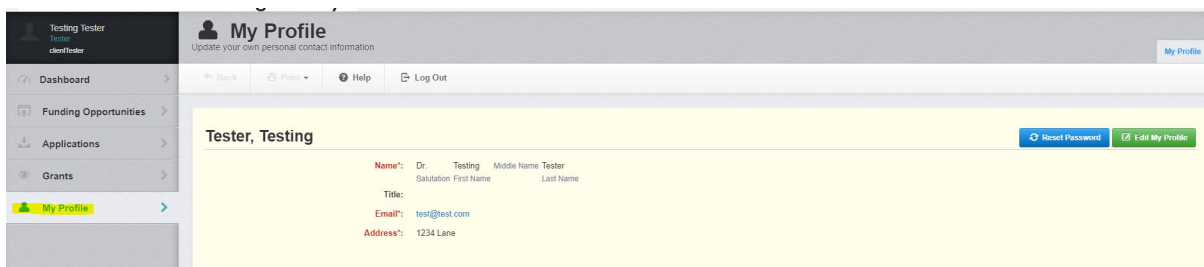 Testing Tester
Tester
clientTester
My Profile
Update your own personal contact information
My Profile
Dashboard
Funding Opportunities
Applications
Grants
My Profile
Back Print Help Log Out
Tester, Testing
Reset Password Edit My Profile
Name*: Dr. Testing Middle Name Tester
Salutation First Name Last Name
Title:
Email*: test@test.com
Address*: 1234 Lane